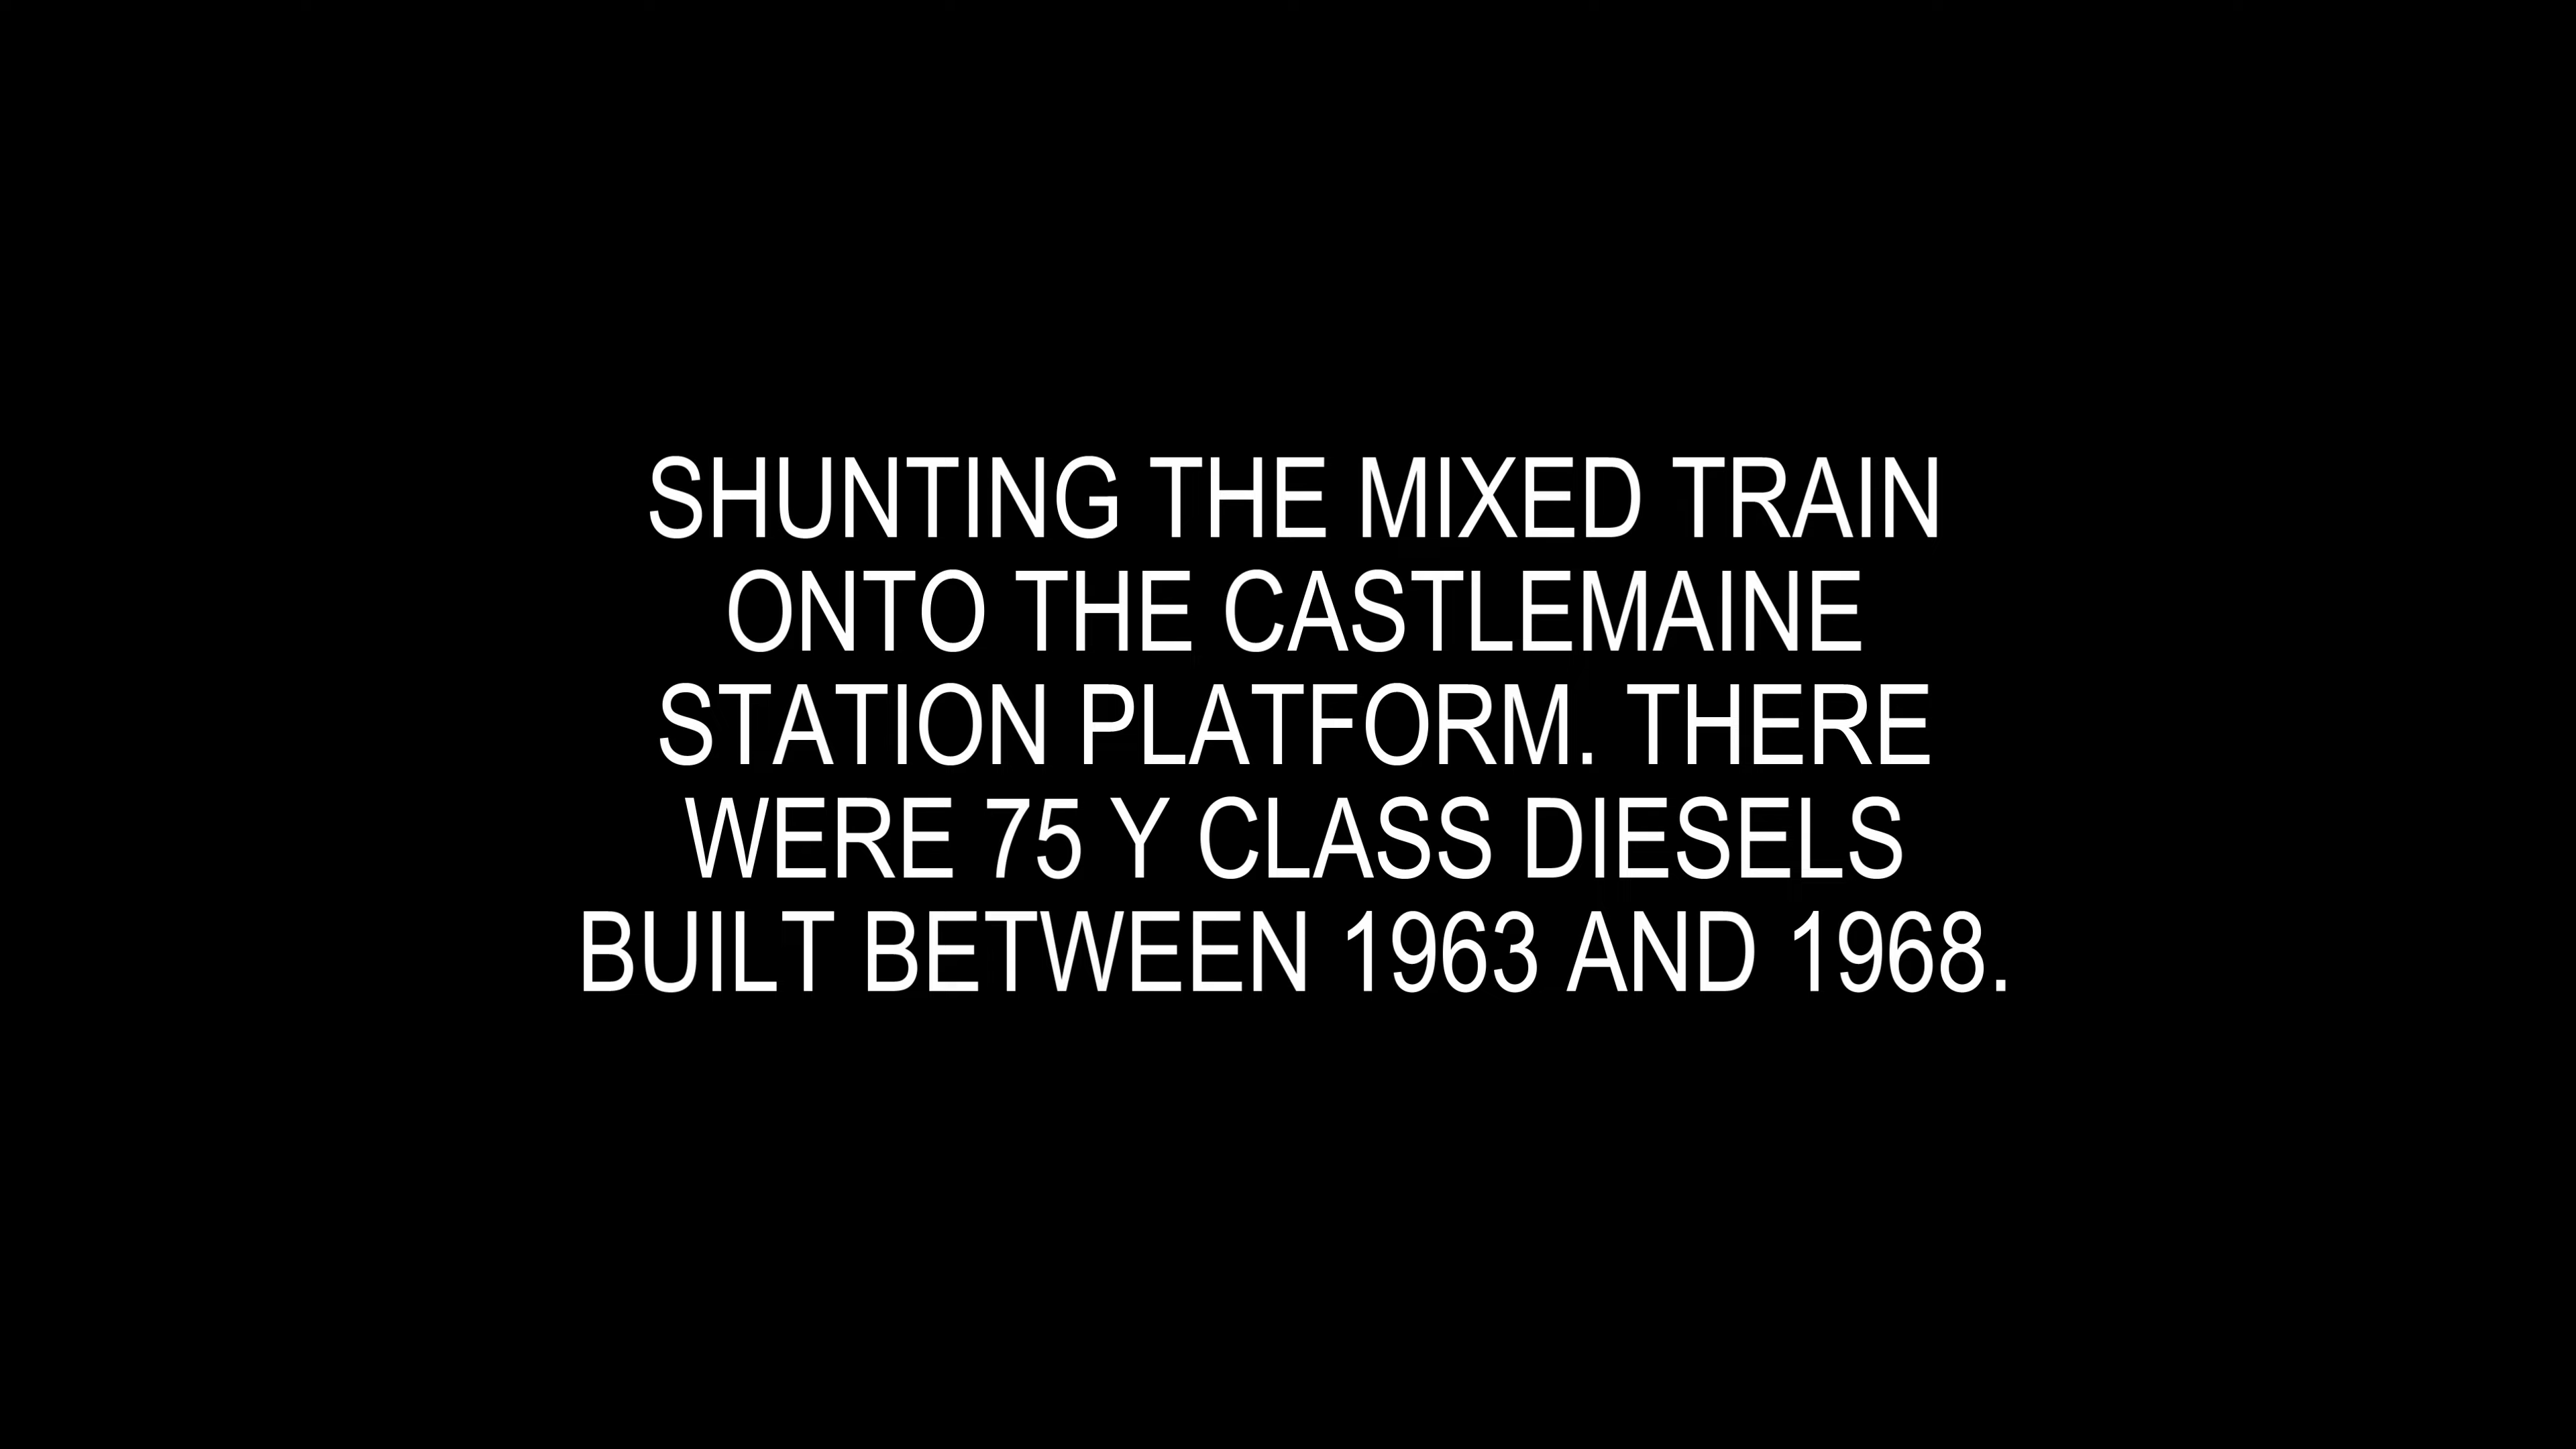 SHUNTING THE MIXED TRAIN
ONTO THE CASTLEMAINE
STATION PLATFORM. THERE
WERE 75 Y CLASS DIESELS
BUILT BETWEEN 1963 AND 1968.